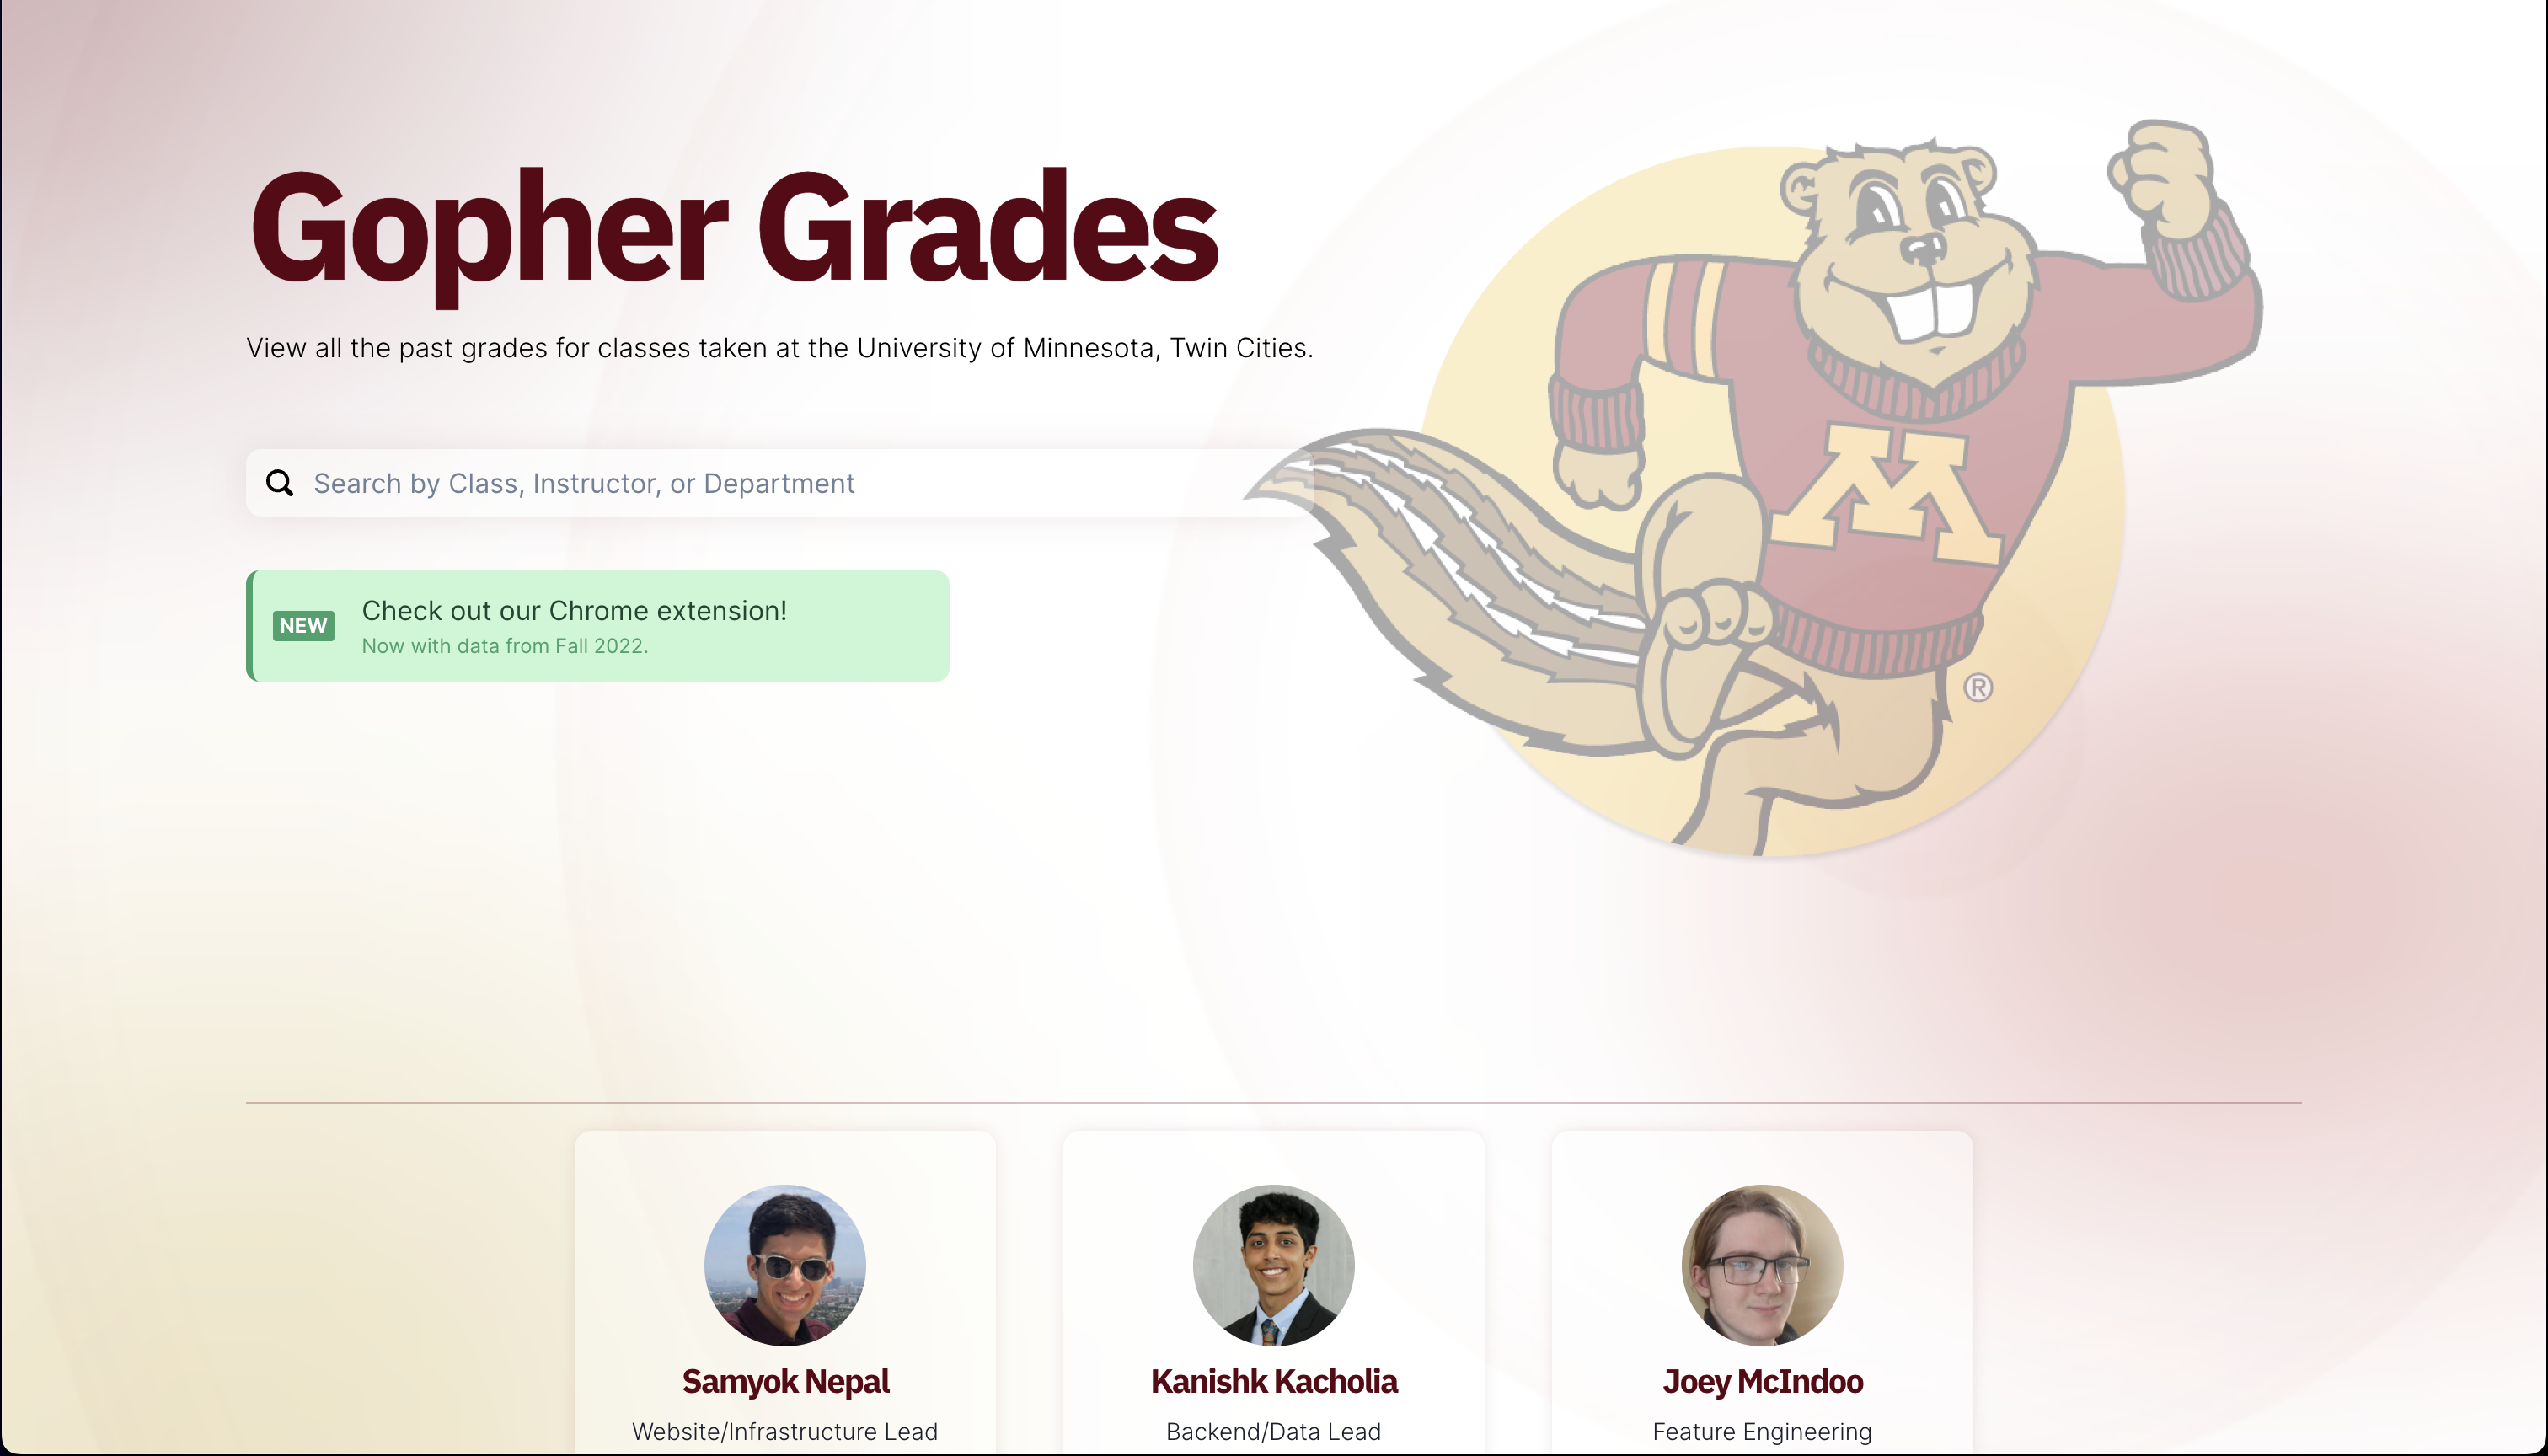 Gopher Grades
View all the past grades for classes taken at the University of Minnesota, Twin Cities.
Search by Class, Instructor, or Department
NEW
Check out our Chrome extension!
Now with data from Fall 2022.
M
®
Samyok Nepal
Website/Infrastructure Lead
Kanishk Kacholia
Backend/Data Lead
Joey McIndoo
Feature Engineering